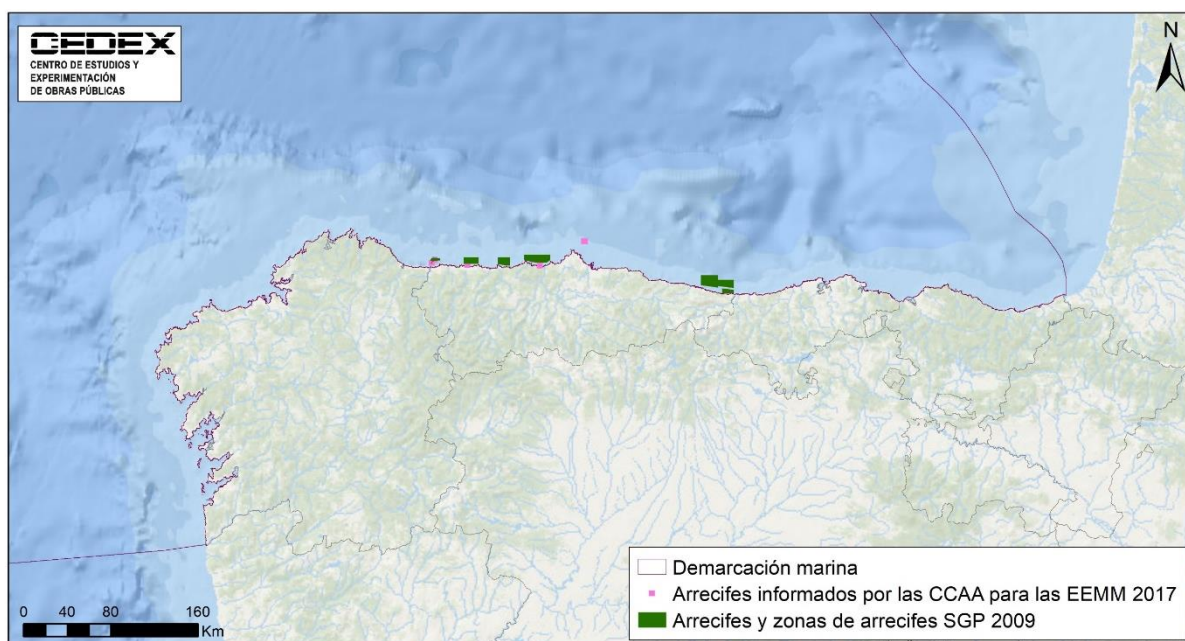 CEDEX
CENTRO DE ESTUDIOS Y
EXPERIMENTACIÓN
DE OBRAS PÚBLICAS
N
Demarcación marina
Arrecifes informados por las CCAA para las EEMM 2017
Arrecifes y zonas de arrecifes SGP 2009
0 40 80 160
Km